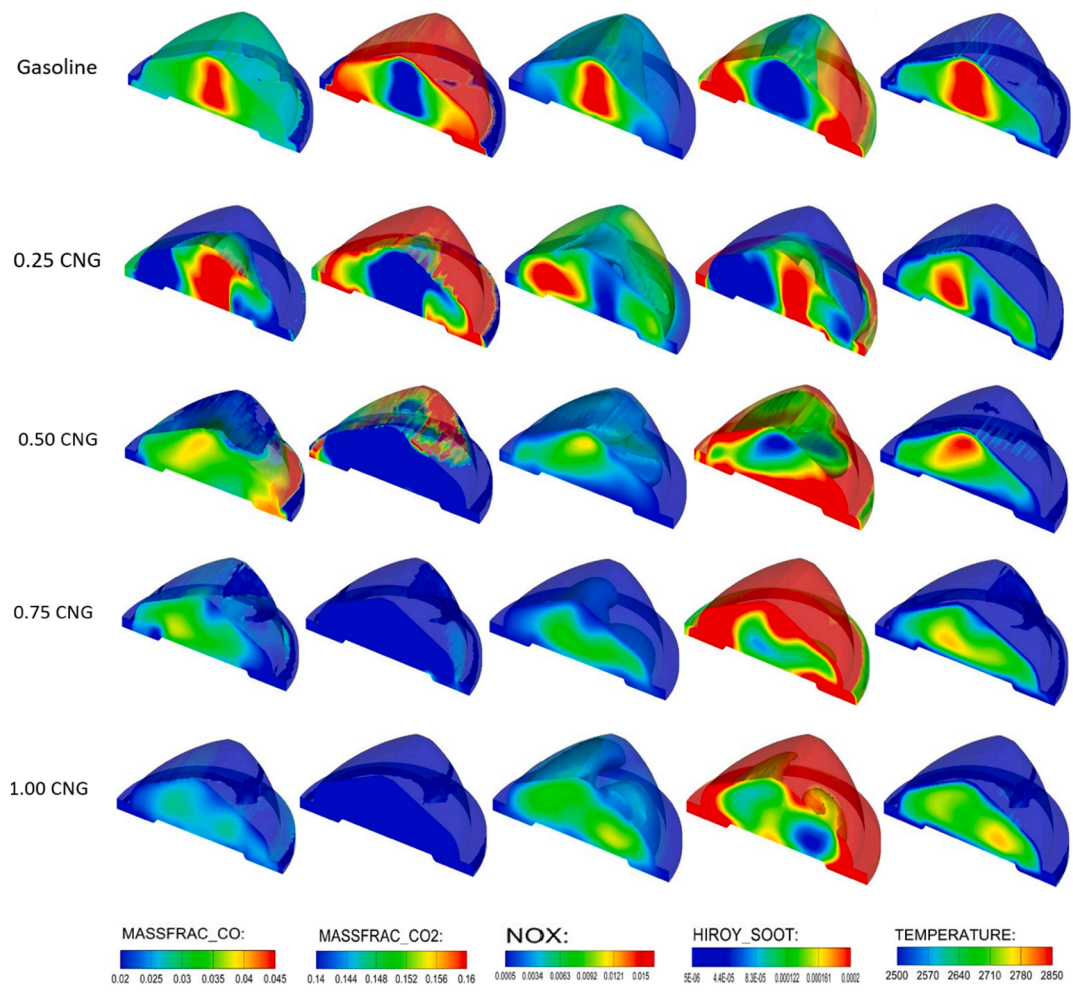 Gasoline
0.25 CNG
0.50 CNG
0.75 CNG
1.00 CNG
MASSFRAC_CO:
0.02 0.025 0.03 0.035 0.04 0.045
MASSFRAC_CO2:
0.14 0.144 0.148 0.152 0.156 0.16
NOX:
0.0005 0.0034 0.0063 0.0092 0.0121 0.015
HIROY_SOOT:
5E-06 4.4E-05 8.3E-05 0.000122 0.000161 0.0002
TEMPERATURE:
2500 2570 2640 2710 2780 2850